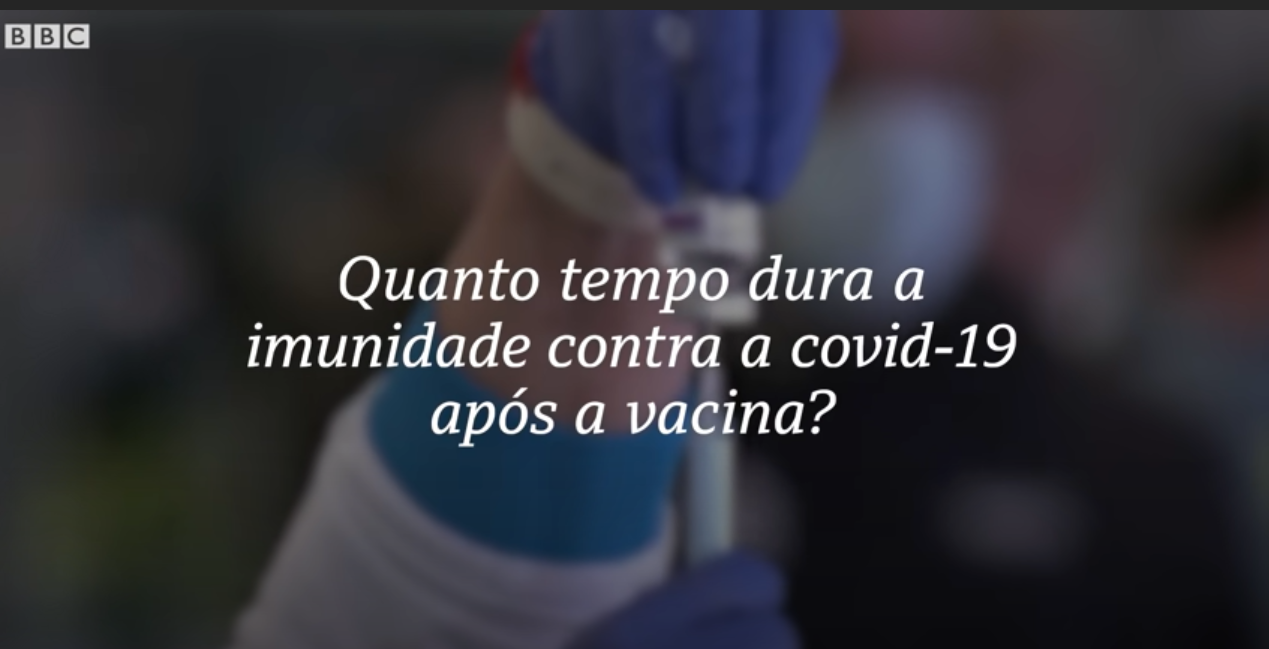 BBC
Quanto tempo dura a
imunidade contra a covid-19
após a vacina?